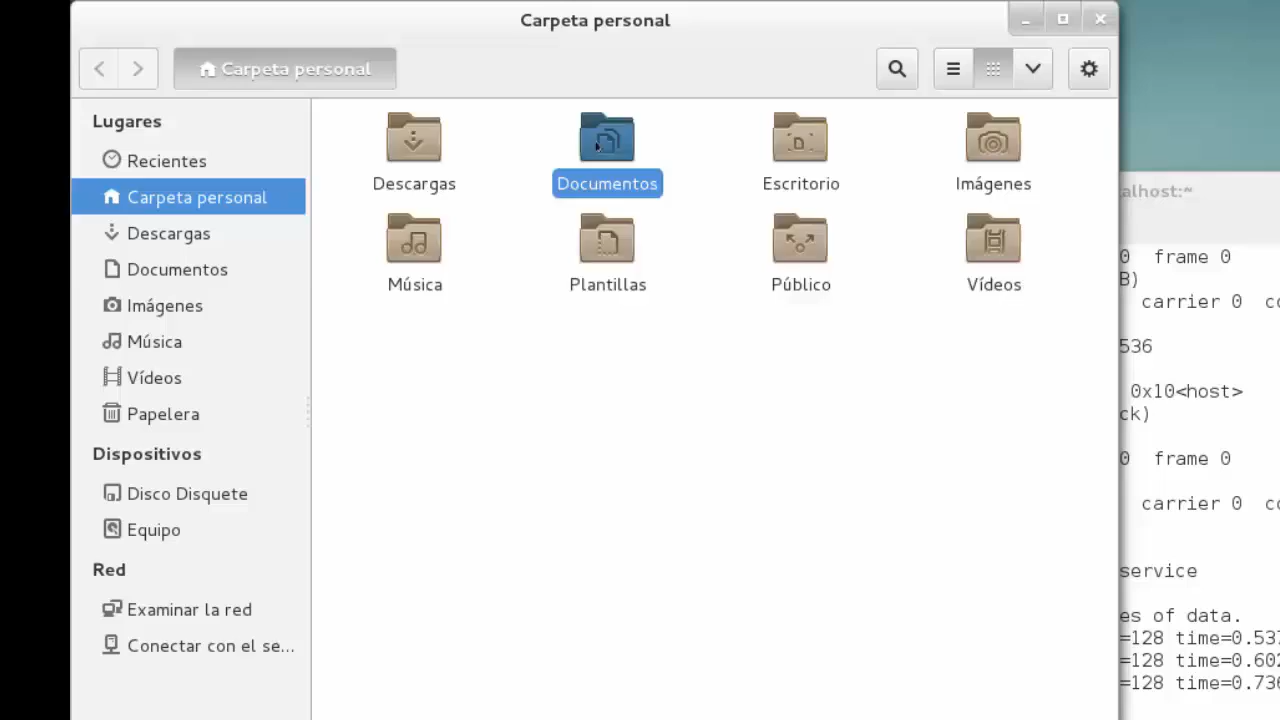 Carpeta personal
Carpeta personal
Lugares
Recientes
Carpeta personal
Descargas
Documentos
Imágenes
Música
Vídeos
Papelera
Dispositivos
Disco Disquete
Equipo
Red
Examinar la red
Conectar con el se...
Descargas
Documentos
Escritorio
Imágenes
Música
Plantillas
Público
Vídeos
alhost:~
0 frame 0
B)
carrier 0 co
536
0x10<host>
ck)
0 frame 0
carrier 0 co
service
es of data.
=128 time=0.537
=128 time=0.602
=128 time=0.736